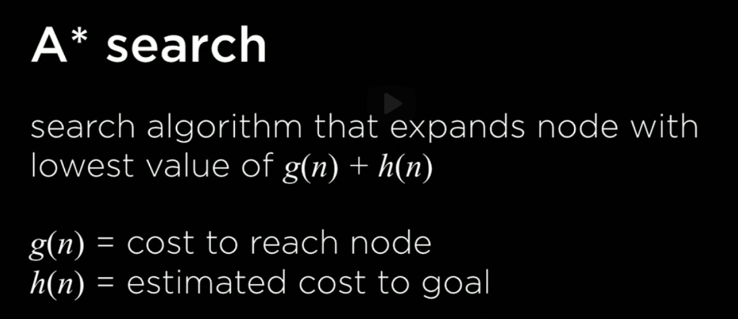 A* search
search algorithm that expands node with
lowest value of g(n) + h(n)
g(n) = cost to reach node
h(n) = estimated cost to goal